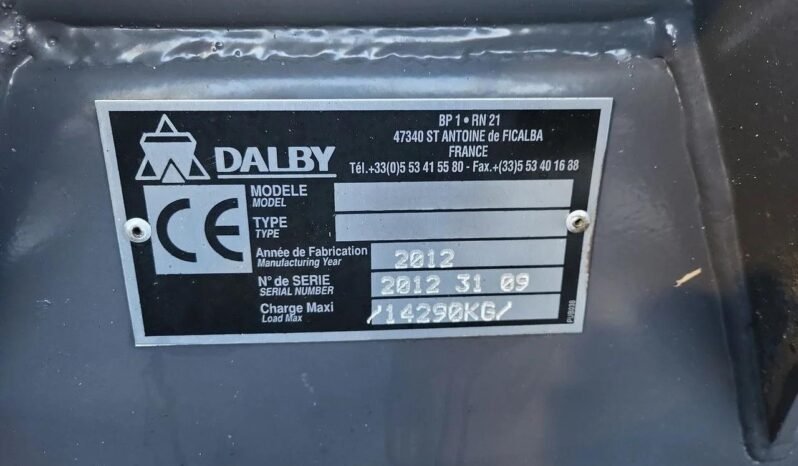 BP 1 • RN 21
47340 ST ANTOINE de FICALBA
FRANCE
Tél.+33(0)5 53 41 55 80 - Fax.+(33)5 53 40 16 88
DALBY
CE
MODELE
MODEL
TYPE
TYPE
Année de Fabrication 2012
Manufacturing Year
N° de SERIE 2012 31 09
SERIAL NUMBER
Charge Maxi /14290KG/
Load Max
PUB038